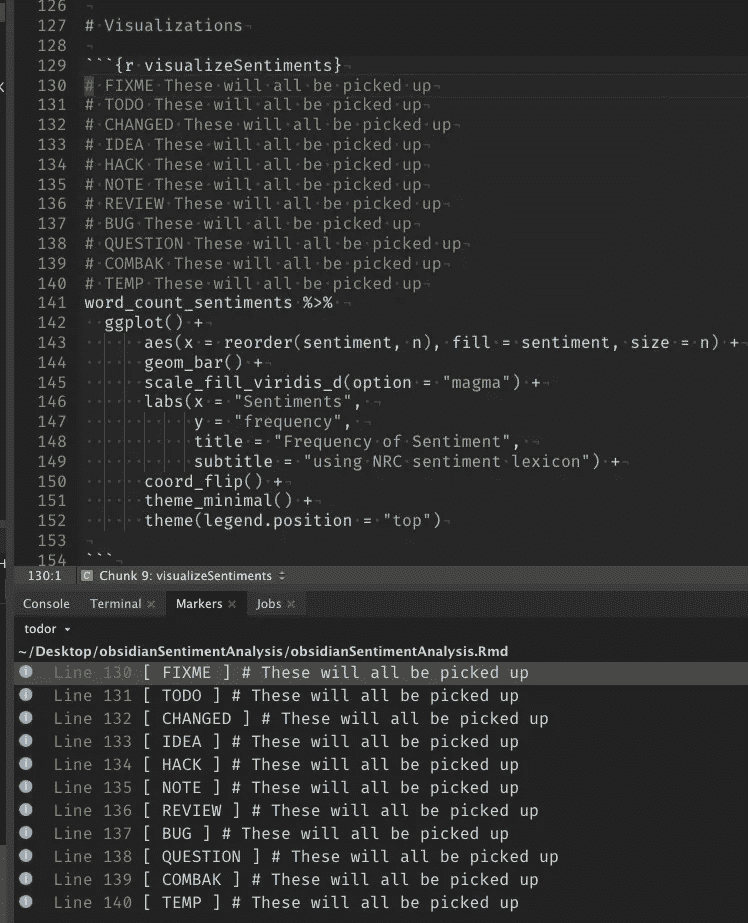 126
127 # Visualizations
128
129 ```{r visualizeSentiments}
130 # FIXME These will all be picked up
131 # TODO These will all be picked up
132 # CHANGED These will all be picked up
133 # IDEA These will all be picked up
134 # HACK These will all be picked up
135 # NOTE These will all be picked up
136 # REVIEW These will all be picked up
137 # BUG These will all be picked up
138 # QUESTION These will all be picked up
139 # COMBAK These will all be picked up
140 # TEMP These will all be picked up
141 word_count_sentiments %>%
142   ggplot() +
143       aes(x = reorder(sentiment, n), fill = sentiment, size = n) +
144       geom_bar() +
145       scale_fill_viridis_d(option = "magma") +
146       labs(x = "Sentiments",
147            y = "frequency",
148            title = "Frequency of Sentiment",
149            subtitle = "using NRC sentiment lexicon") +
150       coord_flip() +
151       theme_minimal() +
152       theme(legend.position = "top")
153
154 ```
130:1 C Chunk 9: visualizeSentiments
Console Terminal Markers Jobs
todor
~/Desktop/obsidianSentimentAnalysis/obsidianSentimentAnalysis.Rmd
Line 130 [ FIXME ] # These will all be picked up
Line 131 [ TODO ] # These will all be picked up
Line 132 [ CHANGED ] # These will all be picked up
Line 133 [ IDEA ] # These will all be picked up
Line 134 [ HACK ] # These will all be picked up
Line 135 [ NOTE ] # These will all be picked up
Line 136 [ REVIEW ] # These will all be picked up
Line 137 [ BUG ] # These will all be picked up
Line 138 [ QUESTION ] # These will all be picked up
Line 139 [ COMBAK ] # These will all be picked up
Line 140 [ TEMP ] # These will all be picked up